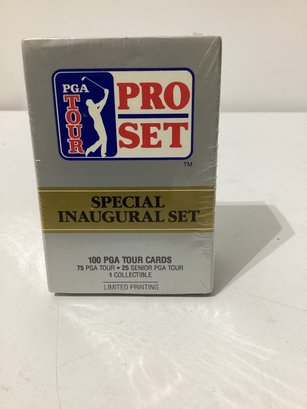 PGA
TOUR
PRO
SET
TM
SPECIAL
INAUGURAL SET
100 PGA TOUR CARDS
75 PGA TOUR • 25 SENIOR PGA TOUR
1 COLLECTIBLE
LIMITED PRINTING